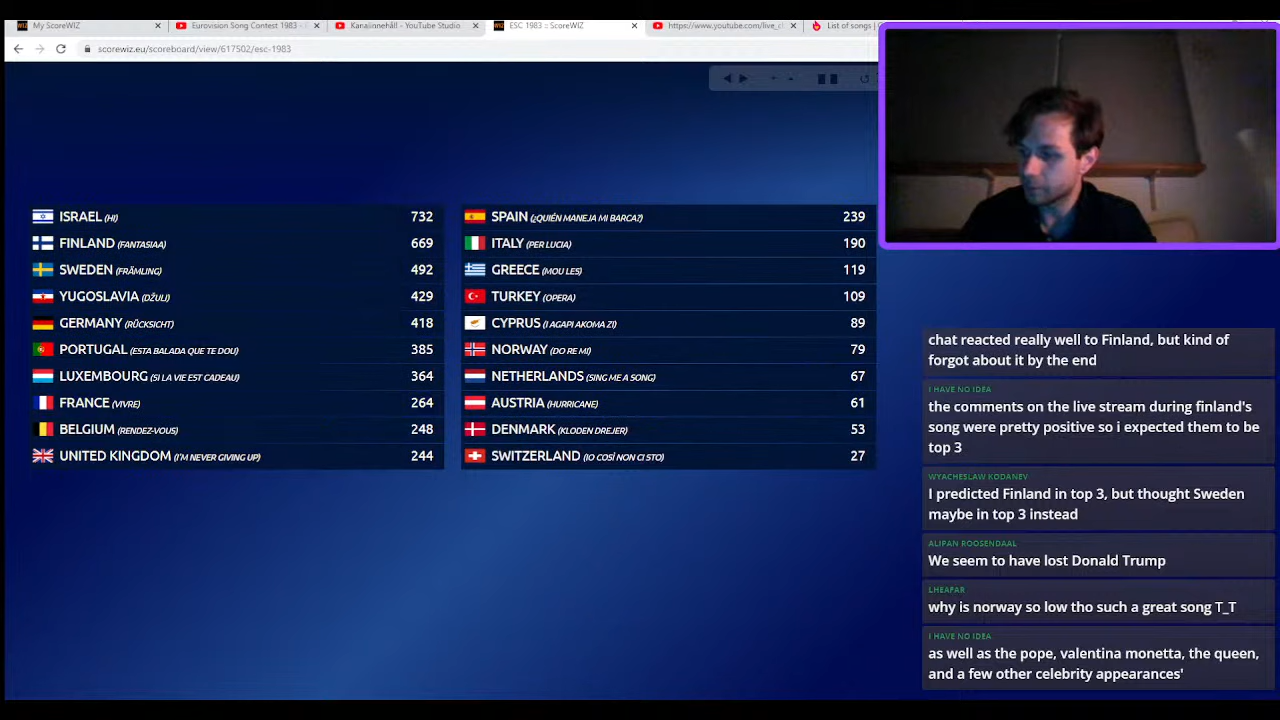 My ScoreWIZ
Eurovision Song Contest 1983 -
Kanalinnehåll - YouTube Studio
ESC 1983 :: ScoreWIZ
https://www.youtube.com/live_c
List of songs |
scorewiz.eu/scoreboard/view/617502/esc-1983
ISRAEL (HI) 732
FINLAND (FANTASIAA) 669
SWEDEN (FRÄMLING) 492
YUGOSLAVIA (DŽULI) 429
GERMANY (RÜCKSICHT) 418
PORTUGAL (ESTA BALADA QUE TE DOU) 385
LUXEMBOURG (SI LA VIE EST CADEAU) 364
FRANCE (VIVRE) 264
BELGIUM (RENDEZ-VOUS) 248
UNITED KINGDOM (I'M NEVER GIVING UP) 244
SPAIN (¿QUIÉN MANEJA MI BARCA?) 239
ITALY (PER LUCIA) 190
GREECE (MOU LES) 119
TURKEY (OPERA) 109
CYPRUS (I AGAPI AKOMA ZI) 89
NORWAY (DO RE MI) 79
NETHERLANDS (SING ME A SONG) 67
AUSTRIA (HURRICANE) 61
DENMARK (KLODEN DREJER) 53
SWITZERLAND (IO COSÌ NON CI STO) 27
chat reacted really well to Finland, but kind of
forgot about it by the end
I HAVE NO IDEA
the comments on the live stream during finland's
song were pretty positive so i expected them to be
top 3
WYACHESLAW KODANEV
I predicted Finland in top 3, but thought Sweden
maybe in top 3 instead
ALIPAN ROOSENDAAL
We seem to have lost Donald Trump
LHEAFAR
why is norway so low tho such a great song T_T
I HAVE NO IDEA
as well as the pope, valentina monetta, the queen,
and a few other celebrity appearances'